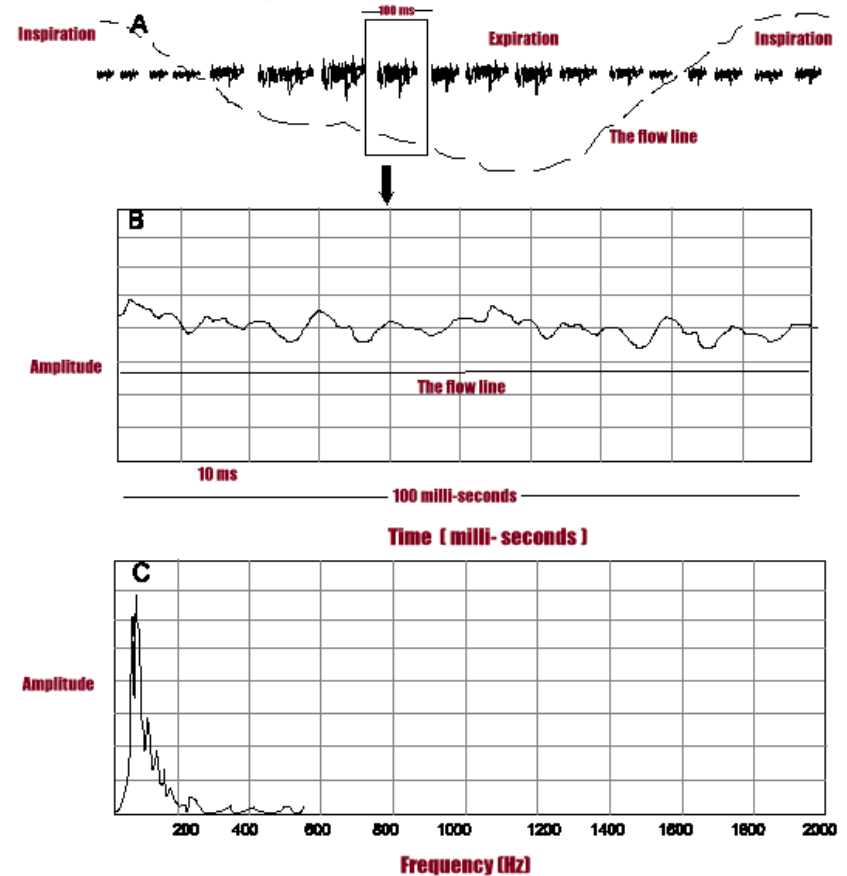 100 ms
A
Inspiration
Expiration
Inspiration
The flow line
B
Amplitude
The flow line
10 ms
100 milli-seconds
Time ( milli- seconds )
C
Amplitude
200 400 600 800 1000 1200 1400 1600 1800 2000
Frequency (Hz)